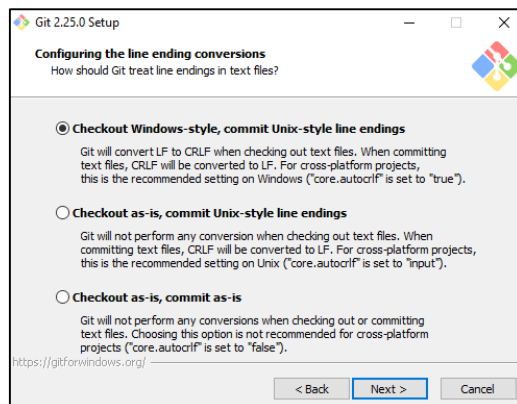 Git 2.25.0 Setup
Configuring the line ending conversions
How should Git treat line endings in text files?
Checkout Windows-style, commit Unix-style line endings
Git will convert LF to CRLF when checking out text files. When committing
text files, CRLF will be converted to LF. For cross-platform projects,
this is the recommended setting on Windows ("core.autocrlf" is set to "true").
Checkout as-is, commit Unix-style line endings
Git will not perform any conversion when checking out text files. When
committing text files, CRLF will be converted to LF. For cross-platform projects,
this is the recommended setting on Unix ("core.autocrlf" is set to "input").
Checkout as-is, commit as-is
Git will not perform any conversions when checking out or committing
text files. Choosing this option is not recommended for cross-platform
projects ("core.autocrlf" is set to "false").
https://gitforwindows.org/
< Back Next > Cancel